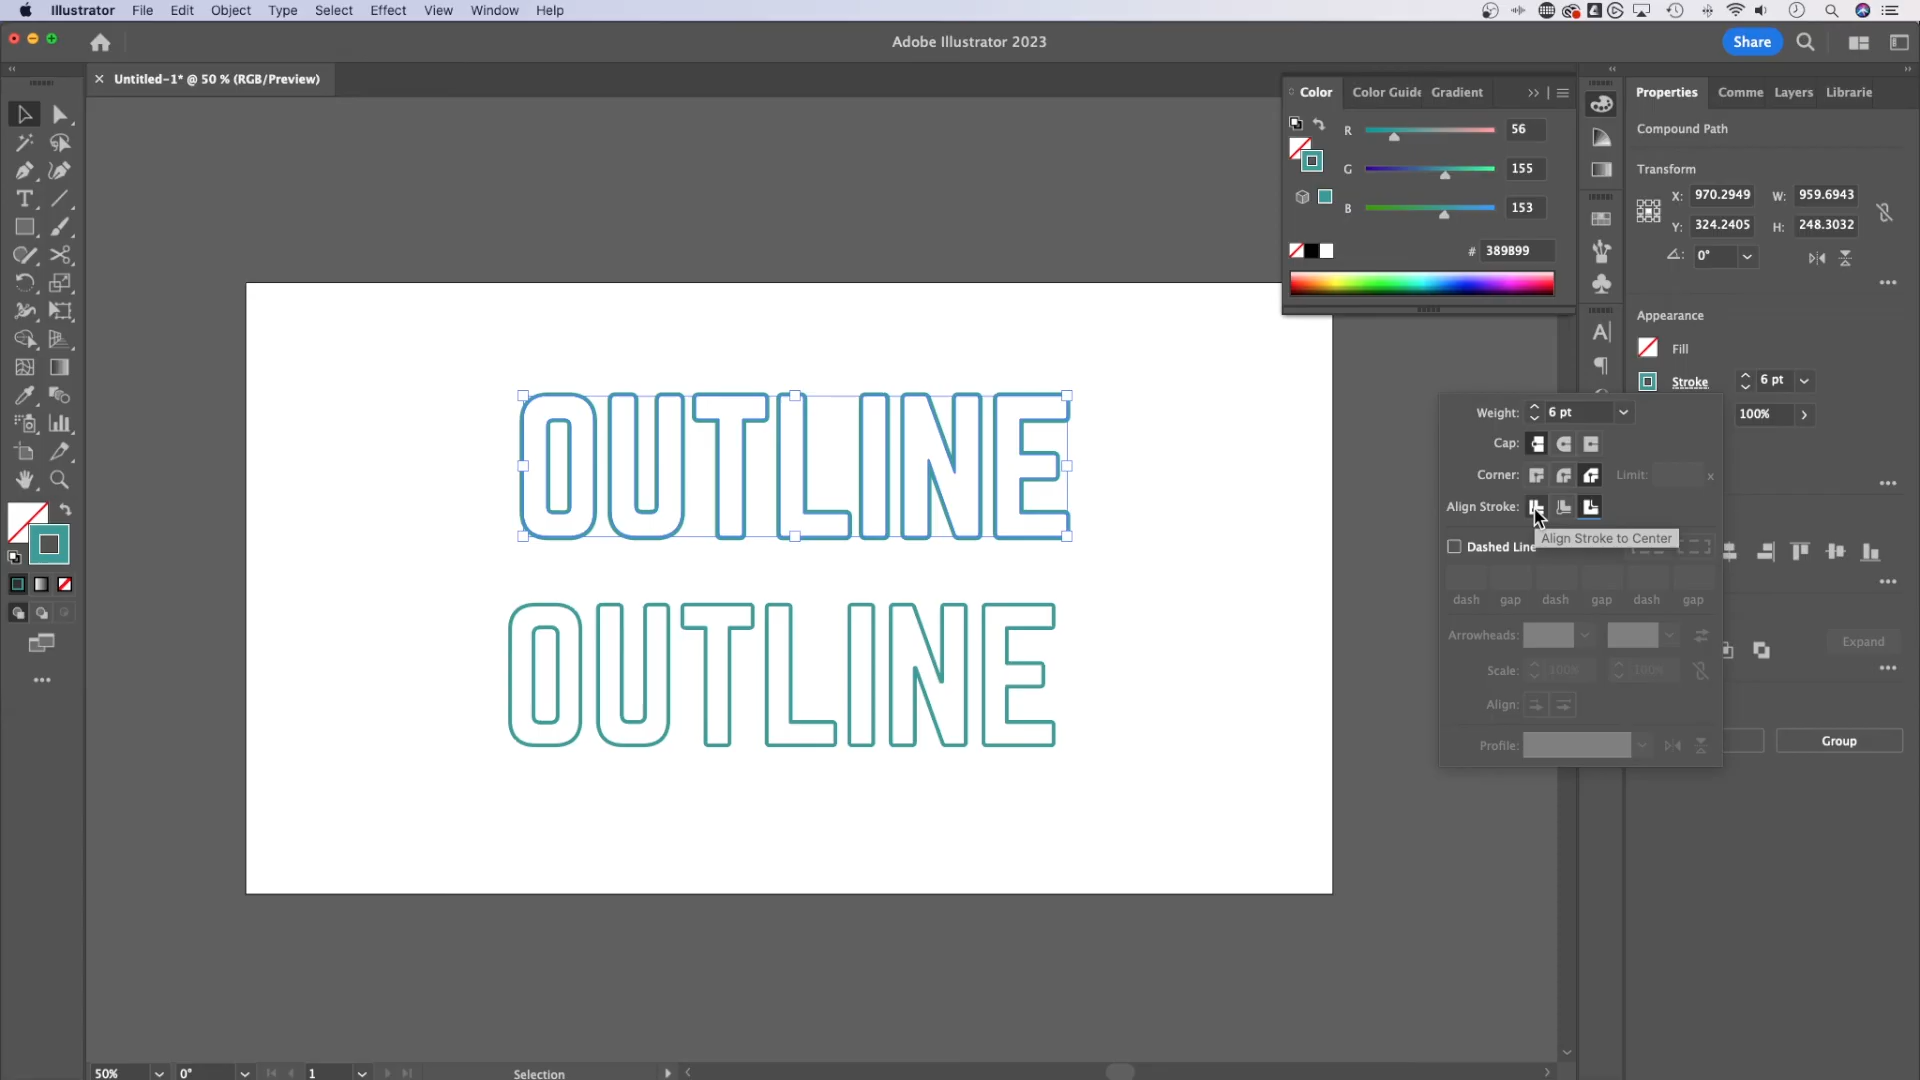 Illustrator File Edit Object Type Select Effect View Window Help
Adobe Illustrator 2023
Share
× Untitled-1* @ 50 % (RGB/Preview)
Color Color Guide Gradient
R 56
G 155
B 153
# 389B99
Properties Comme Layers Librarie
Compound Path
Transform
X: 970.2949 W: 959.6943
Y: 324.2405 H: 248.3032
0°
Appearance
Fill
Stroke 6 pt
100%
Weight: 6 pt
Cap:
Corner: Limit: x
Align Stroke:
Align Stroke to Center
Dashed Line
dash gap dash gap dash gap
Arrowheads:
Scale: 100% 100%
Align:
Profile:
Expand
Group
OUTLINE
OUTLINE
50% 0° 1 Selection